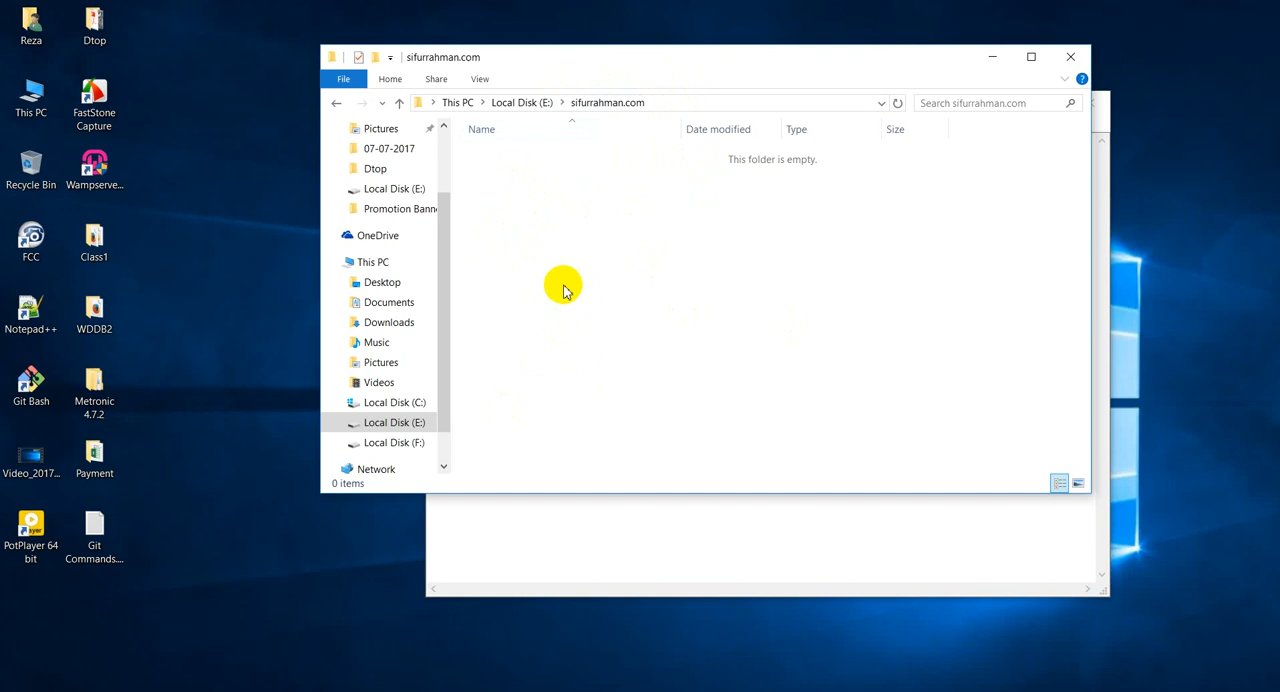 Reza
Dtop
This PC
FastStone
Capture
Recycle Bin
Wampserve...
FCC
Class1
Notepad++
WDDB2
Git Bash
Metronic
4.7.2
Video_2017...
Payment
PotPlayer 64
bit
Git
Commands....
sifurrahman.com
File
Home
Share
View
This PC
Local Disk (E:)
sifurrahman.com
Search sifurrahman.com
Pictures
07-07-2017
Dtop
Local Disk (E:)
Promotion Bann
OneDrive
This PC
Desktop
Documents
Downloads
Music
Pictures
Videos
Local Disk (C:)
Local Disk (E:)
Local Disk (F:)
Network
Name
Date modified
Type
Size
This folder is empty.
0 items